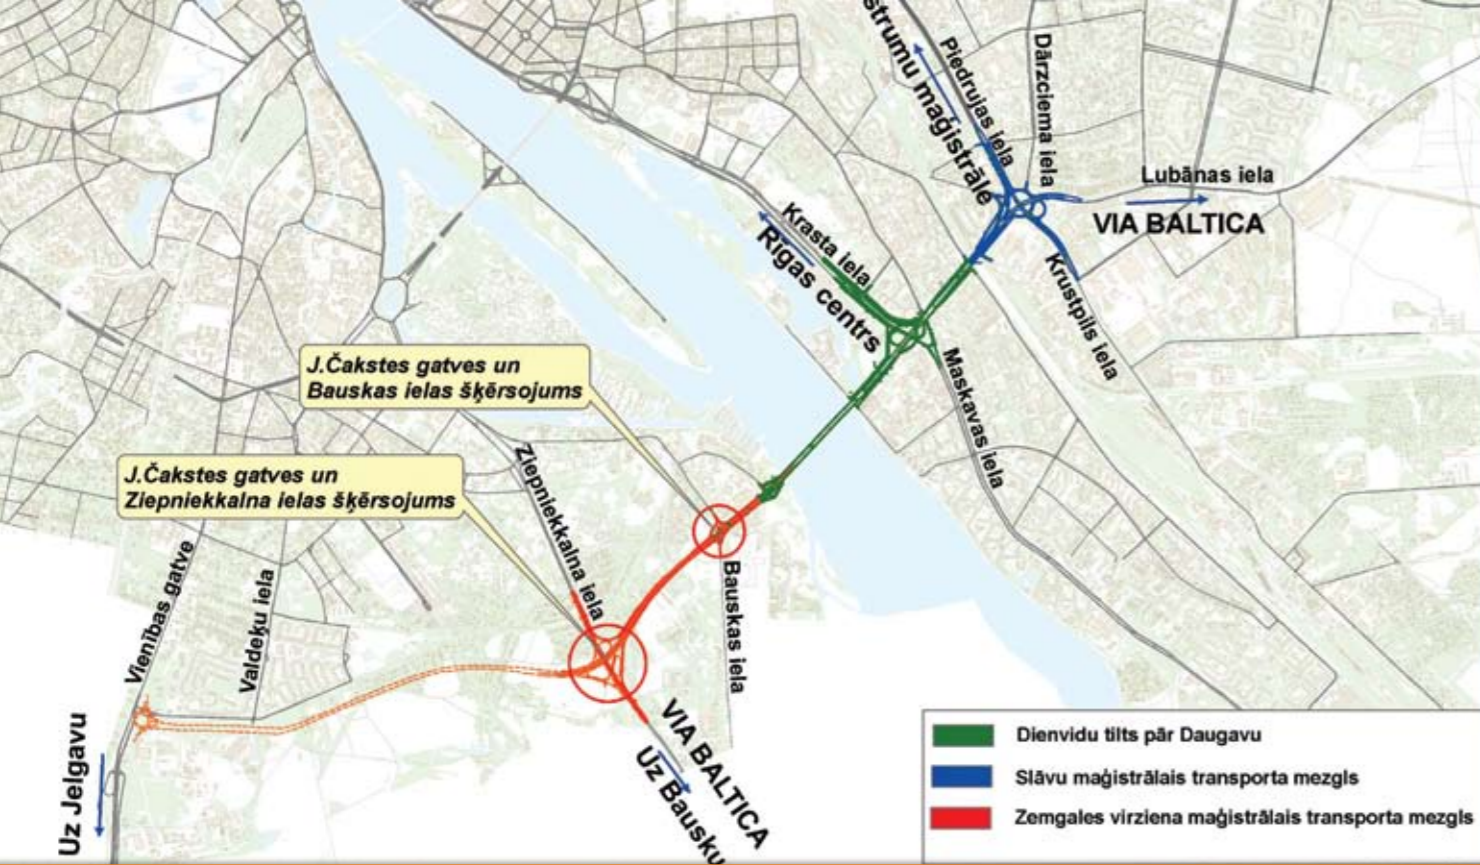 strumu maģistrāle
Piedrujas iela
Dārzciema iela
Lubānas iela
VIA BALTICA
Krasta iela
Rīgas centrs
Krustpils iela
Maskavas iela
J.Čakstes gatves un
Bauskas ielas šķērsojums
J.Čakstes gatves un
Ziepniekkalna ielas šķērsojums
Ziepniekkalna iela
Bauskas iela
Vienības gatve
Valdeķu iela
VIA BALTICA
Uz Bausku
Uz Jelgavu
Dienvidu tilts pār Daugavu
Slāvu maģistrālais transporta mezgls
Zemgales virziena maģistrālais transporta mezgls